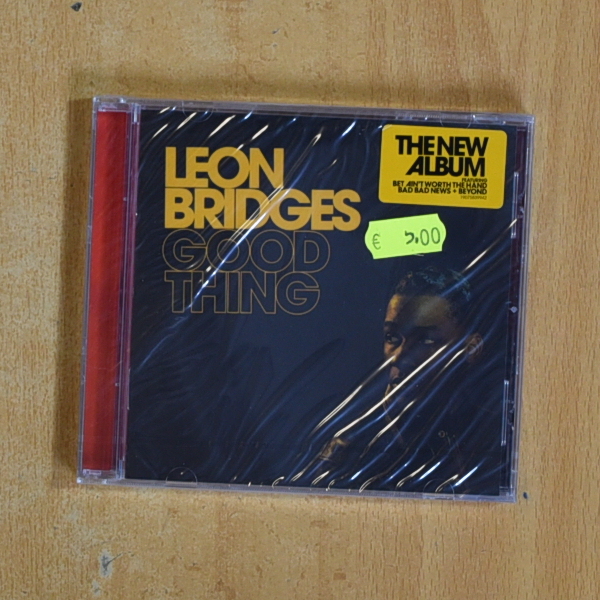 LEON
BRIDGES
GOOD
THING
THE NEW
ALBUM
FEATURING
BET AIN'T WORTH THE HAND
BAD BAD NEWS + BEYOND
€ 5.00